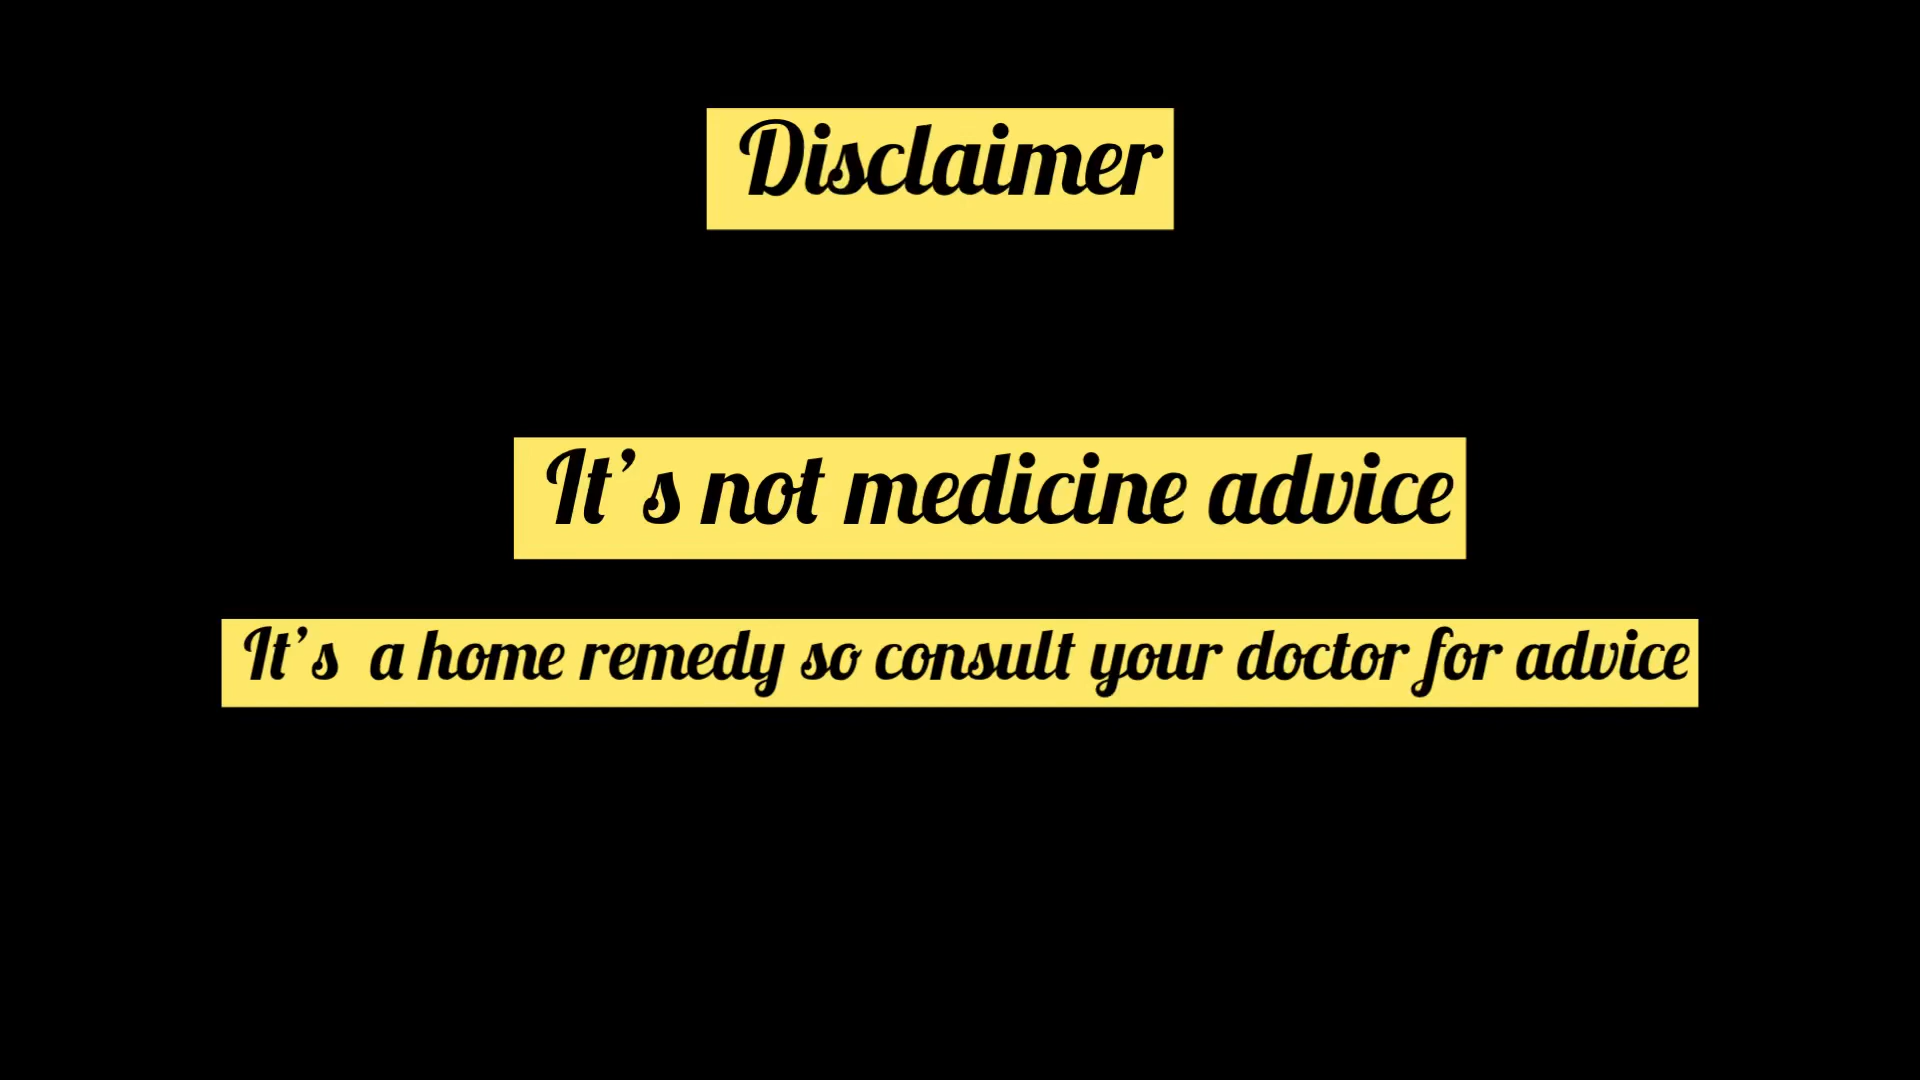 Disclaimer
It’s not medicine advice
It’s a home remedy so consult your doctor for advice